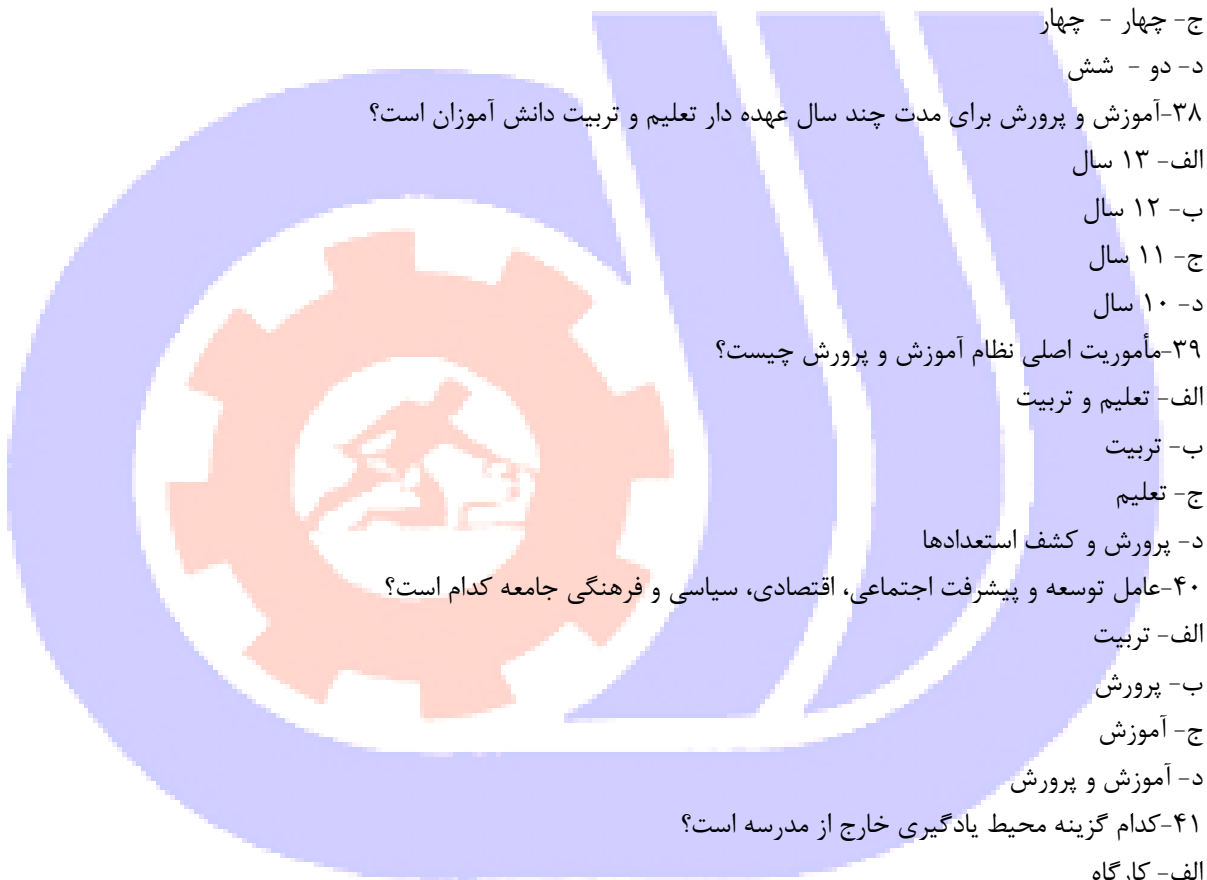 ج- چهار - چهار
د- دو - شش
۳۸-آموزش و پرورش برای مدت چند سال عهده دار تعلیم و تربیت دانش آموزان است؟
الف- ۱۳ سال
ب- ۱۲ سال
ج- ۱۱ سال
د- ۱۰ سال
۳۹-مأموریت اصلی نظام آموزش و پرورش چیست؟
الف- تعلیم و تربیت
ب- تربیت
ج- تعلیم
د- پرورش و کشف استعدادها
۴۰-عامل توسعه و پیشرفت اجتماعی، اقتصادی، سیاسی و فرهنگی جامعه کدام است؟
الف- تربیت
ب- پرورش
ج- آموزش
د- آموزش و پرورش
۴۱-کدام گزینه محیط یادگیری خارج از مدرسه است؟
الف- کارگاه